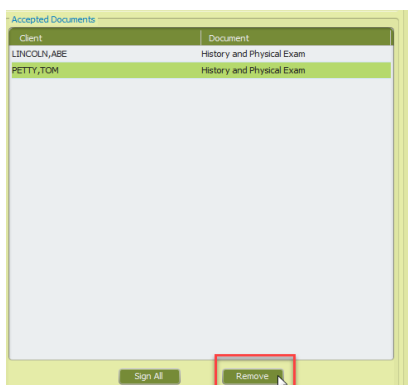 Accepted Documents
Client Document
LINCOLN,ABE History and Physical Exam
PETTY,TOM History and Physical Exam
Sign All Remove